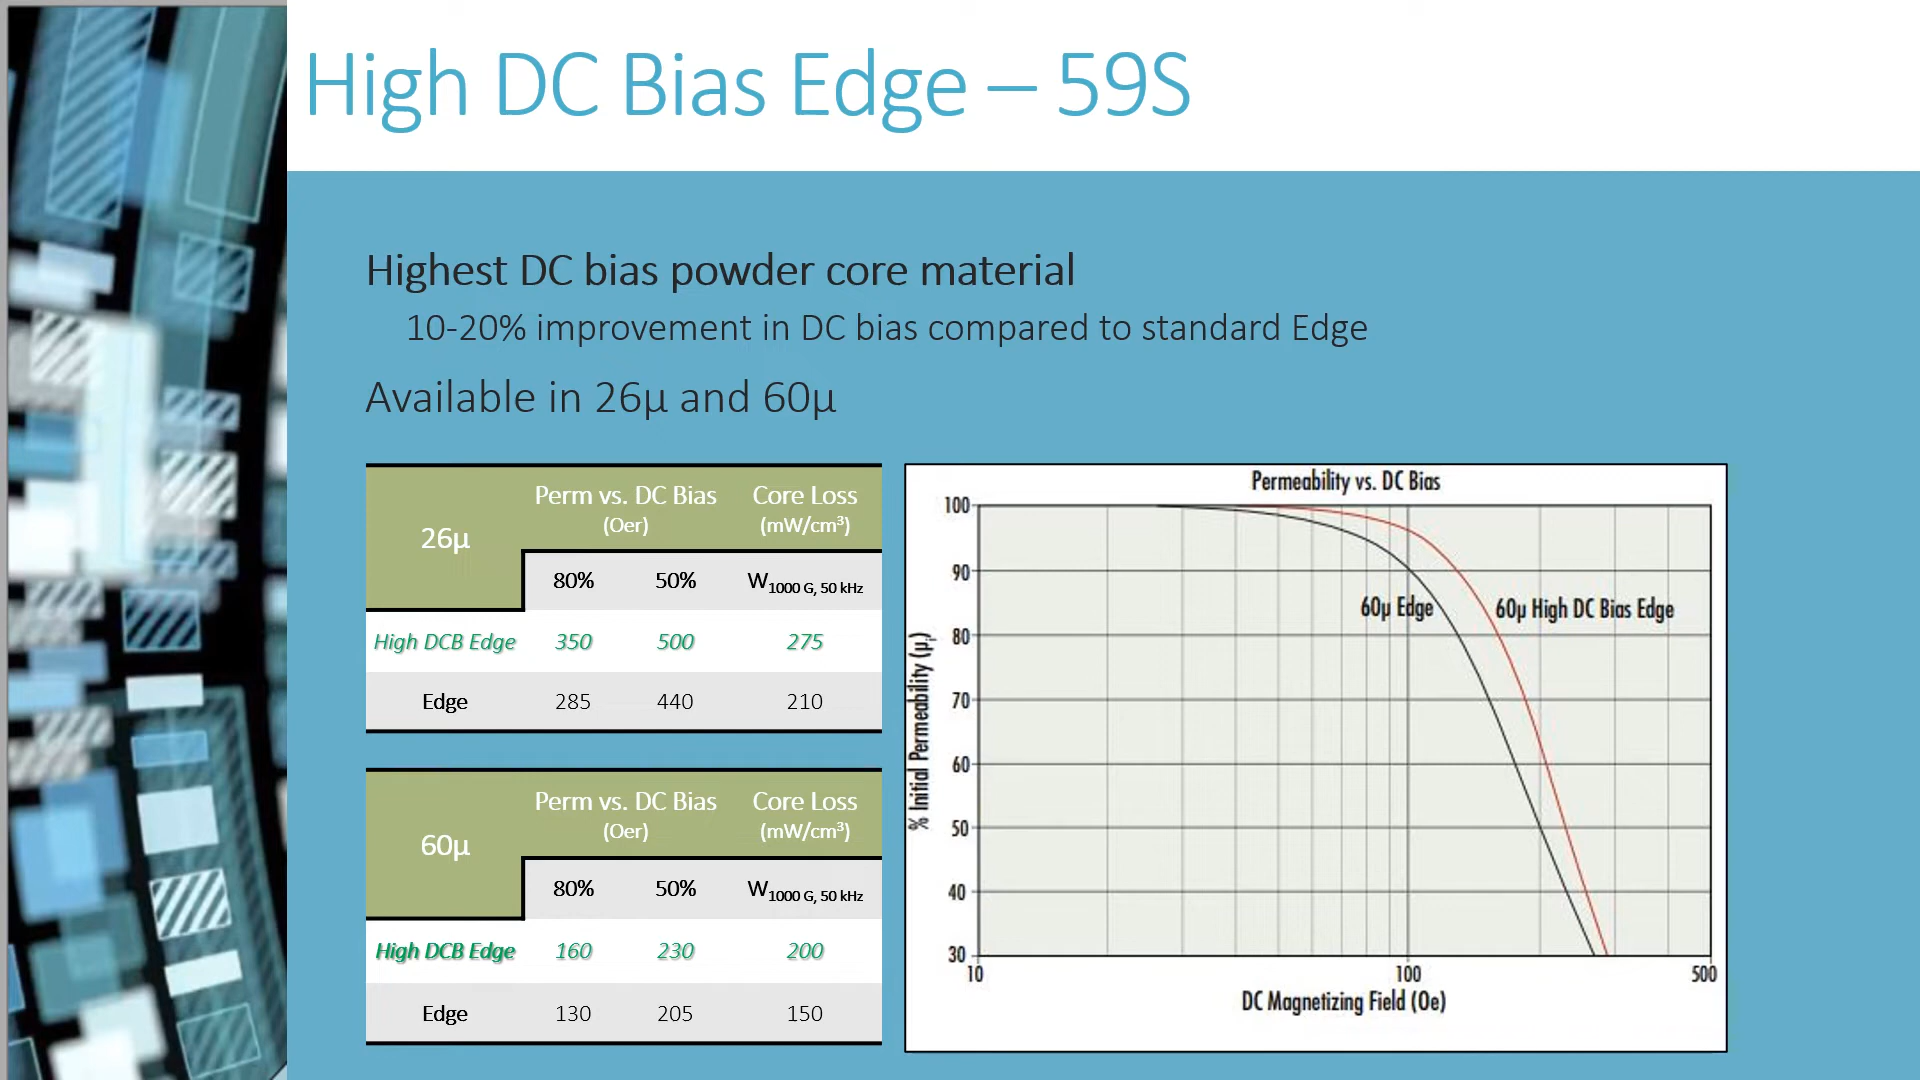 High DC Bias Edge – 59S
Highest DC bias powder core material
10-20% improvement in DC bias compared to standard Edge
Available in 26μ and 60μ
26μ
Perm vs. DC Bias
(Oer)
Core Loss
(mW/cm³)
80% 50% W1000 G, 50 kHz
High DCB Edge 350 500 275
Edge 285 440 210
60μ
Perm vs. DC Bias
(Oer)
Core Loss
(mW/cm³)
80% 50% W1000 G, 50 kHz
High DCB Edge 160 230 200
Edge 130 205 150
Permeability vs. DC Bias
% Initial Permeability (μi)
100
90
80
70
60
50
40
30
60μ Edge
60μ High DC Bias Edge
10 100 500
DC Magnetizing Field (Oe)